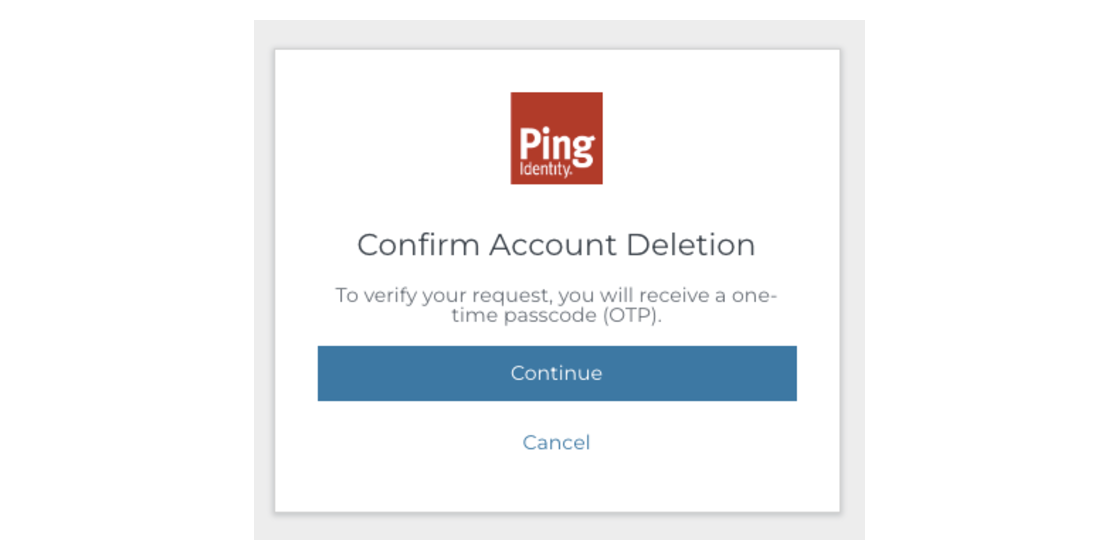 Ping
Identity.
Confirm Account Deletion
To verify your request, you will receive a one-
time passcode (OTP).
Continue
Cancel